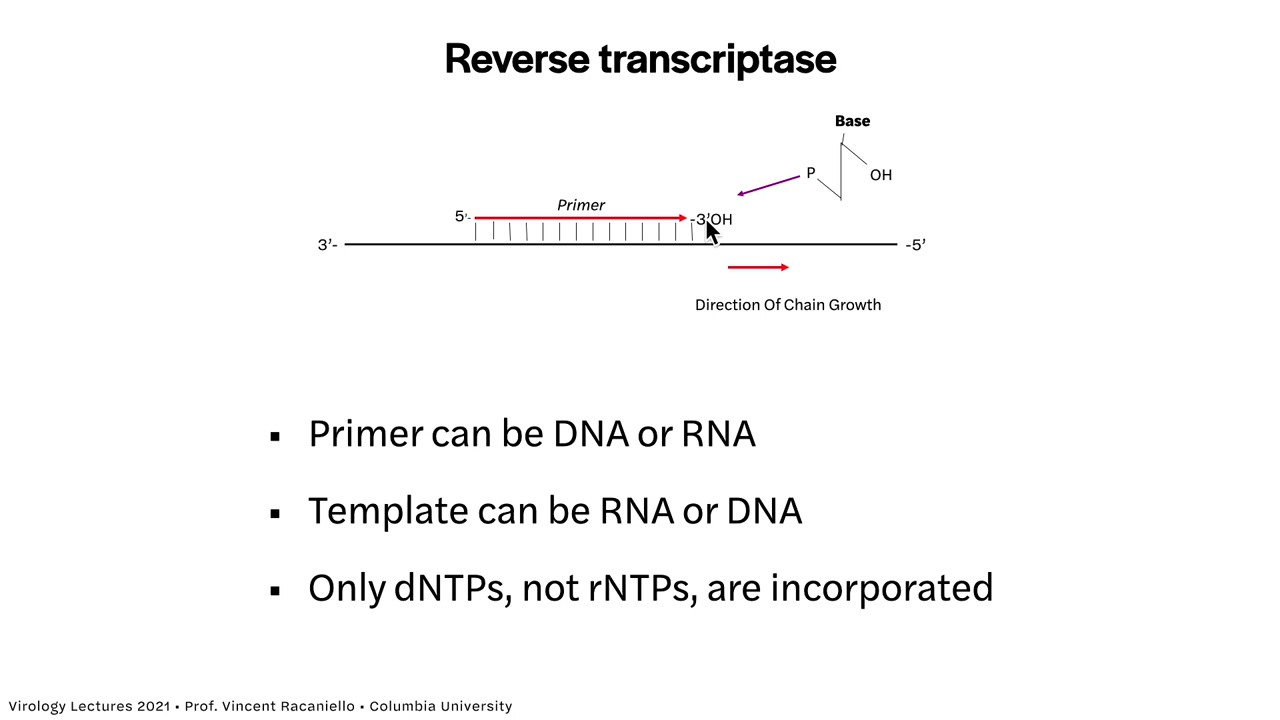 Reverse transcriptase
Base
P
OH
Primer
5'-
-3'OH
3'-
-5'
Direction Of Chain Growth
▪ Primer can be DNA or RNA
▪ Template can be RNA or DNA
▪ Only dNTPs, not rNTPs, are incorporated
Virology Lectures 2021 • Prof. Vincent Racaniello • Columbia University